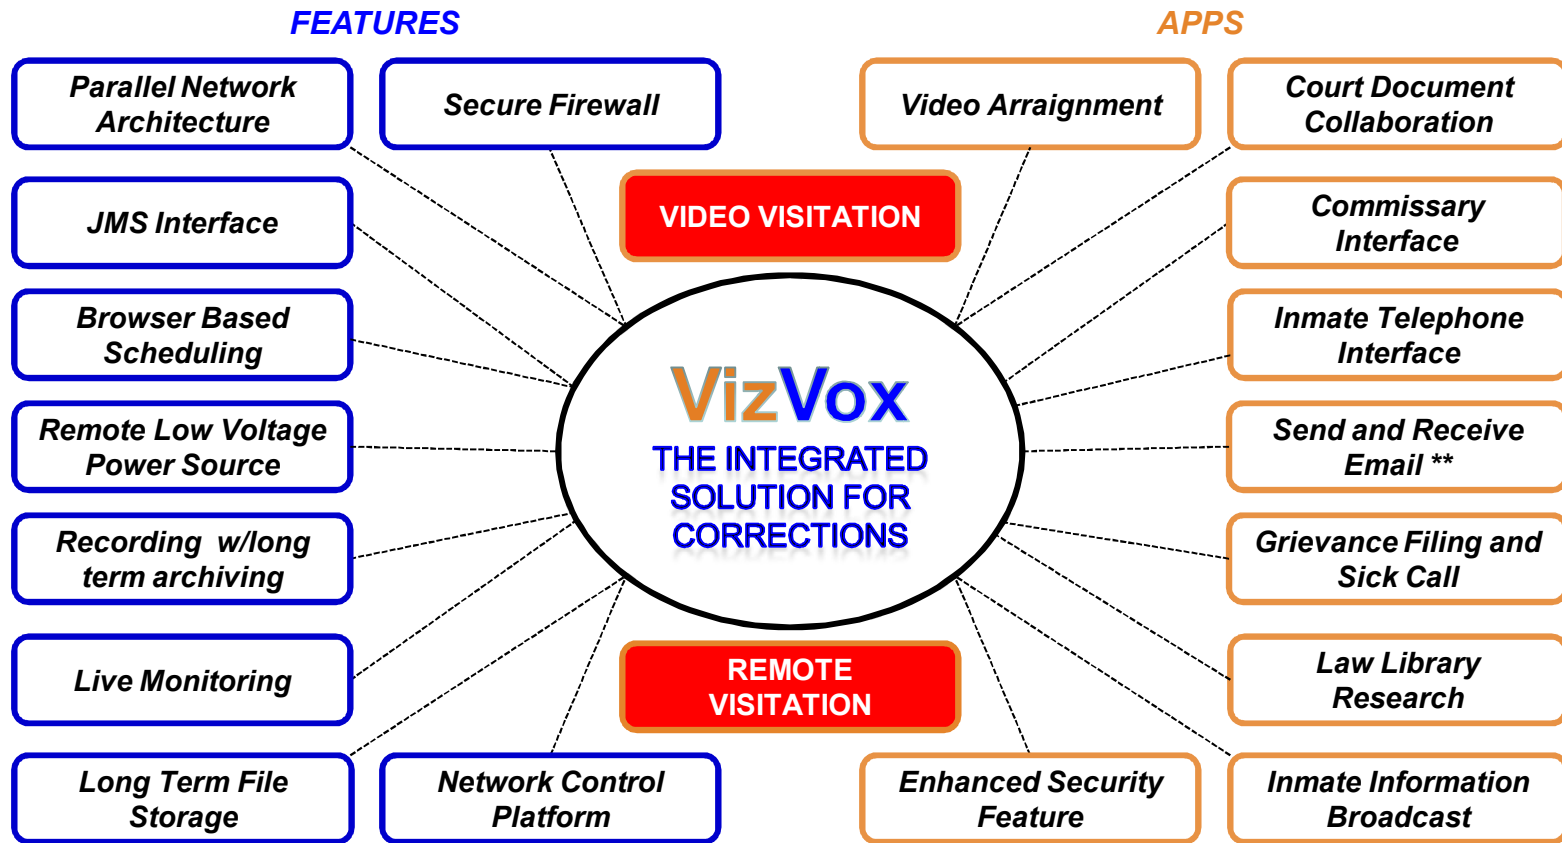 FEATURES
APPS
Parallel Network
Architecture
Secure Firewall
Video Arraignment
Court Document
Collaboration
JMS Interface
VIDEO VISITATION
Commissary
Interface
Browser Based
Scheduling
Inmate Telephone
Interface
VizVox
THE INTEGRATED
SOLUTION FOR
CORRECTIONS
Remote Low Voltage
Power Source
Send and Receive
Email **
Recording w/long
term archiving
Grievance Filing and
Sick Call
Live Monitoring
REMOTE
VISITATION
Law Library
Research
Long Term File
Storage
Network Control
Platform
Enhanced Security
Feature
Inmate Information
Broadcast